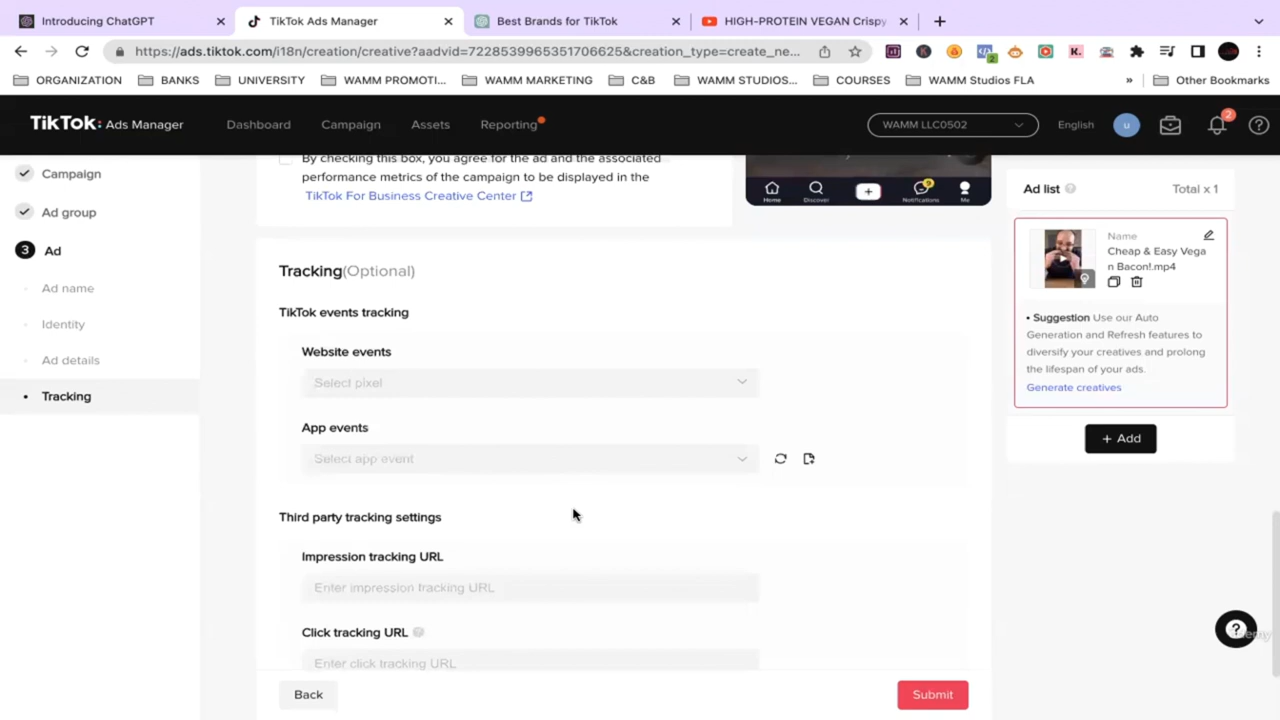 Introducing ChatGPT
TikTok Ads Manager
Best Brands for TikTok
HIGH-PROTEIN VEGAN Crispy
https://ads.tiktok.com/i18n/creation/creative?aadvid=7228539965351706625&creation_type=create_ne...
ORGANIZATION
BANKS
UNIVERSITY
WAMM PROMOTI...
WAMM MARKETING
C&B
WAMM STUDIOS...
COURSES
WAMM Studios FLA
»
Other Bookmarks
TikTok: Ads Manager
Dashboard
Campaign
Assets
Reporting
WAMM LLC0502
English
u
2
Campaign
Ad group
3 Ad
Ad name
Identity
Ad details
Tracking
By checking this box, you agree for the ad and the associated
performance metrics of the campaign to be displayed in the
TikTok For Business Creative Center
Home
Discover
Notifications
Me
Tracking(Optional)
TikTok events tracking
Website events
Select pixel
App events
Select app event
Third party tracking settings
Impression tracking URL
Enter impression tracking URL
Click tracking URL
Enter click tracking URL
Back
Submit
Ad list
Total x 1
Name
Cheap & Easy Vega
n Bacon!.mp4
• Suggestion Use our Auto
Generation and Refresh features to
diversify your creatives and prolong
the lifespan of your ads.
Generate creatives
+ Add